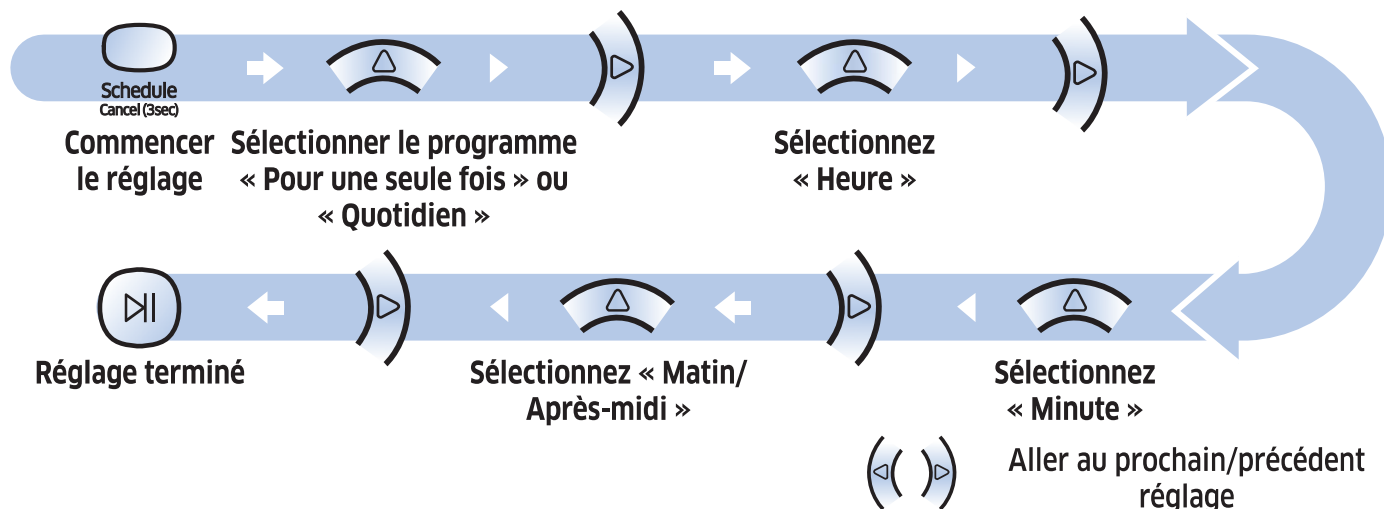 Schedule
Cancel (3sec)
Commencer
le réglage
Sélectionner le programme
« Pour une seule fois » ou
« Quotidien »
Sélectionnez
« Heure »
Réglage terminé
Sélectionnez « Matin/
Après-midi »
Sélectionnez
« Minute »
Aller au prochain/précédent
réglage